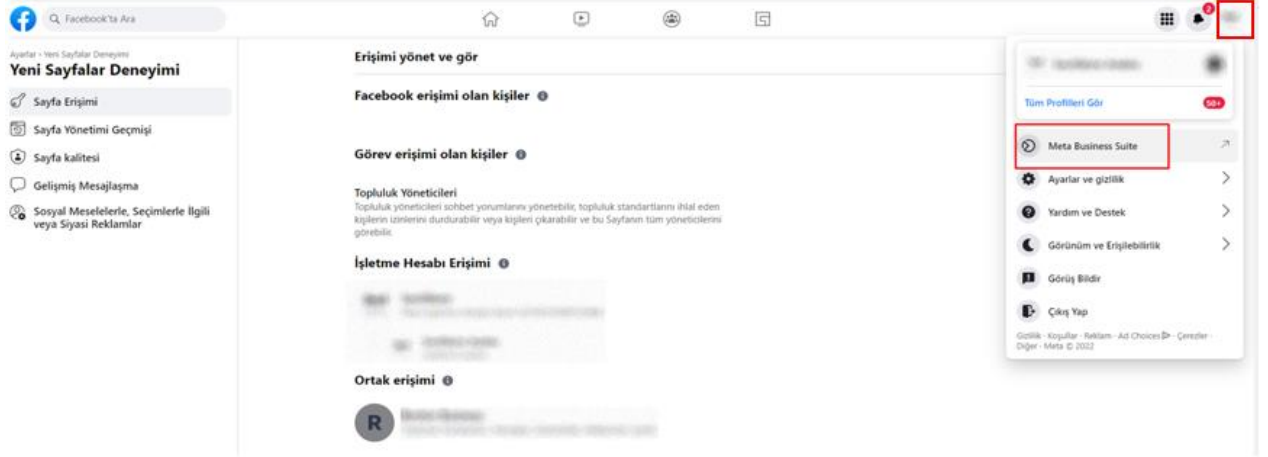 Facebook'ta Ara
2
Ayarlar › Yeni Sayfalar Deneyimi
Yeni Sayfalar Deneyimi
Sayfa Erişimi
Sayfa Yönetimi Geçmişi
Sayfa kalitesi
Gelişmiş Mesajlaşma
Sosyal Meselelerle, Seçimlerle İlgili
veya Siyasi Reklamlar
Erişimi yönet ve gör
Facebook erişimi olan kişiler
Görev erişimi olan kişiler
Topluluk Yöneticileri
Topluluk yöneticileri sohbet yorumlarını yönetebilir, topluluk standartlarını ihlal eden
kişilerin izinlerini durdurabilir veya kişileri çıkarabilir ve bu Sayfanın tüm yöneticilerini
görebilir.
İşletme Hesabı Erişimi
Ortak erişimi
R
Tüm Profilleri Gör
50+
Meta Business Suite
Ayarlar ve gizlilik
Yardım ve Destek
Görünüm ve Erişilebilirlik
Görüş Bildir
Çıkış Yap
Gizlilik · Koşullar · Reklam · Ad Choices · Çerezler ·
Diğer · Meta © 2022